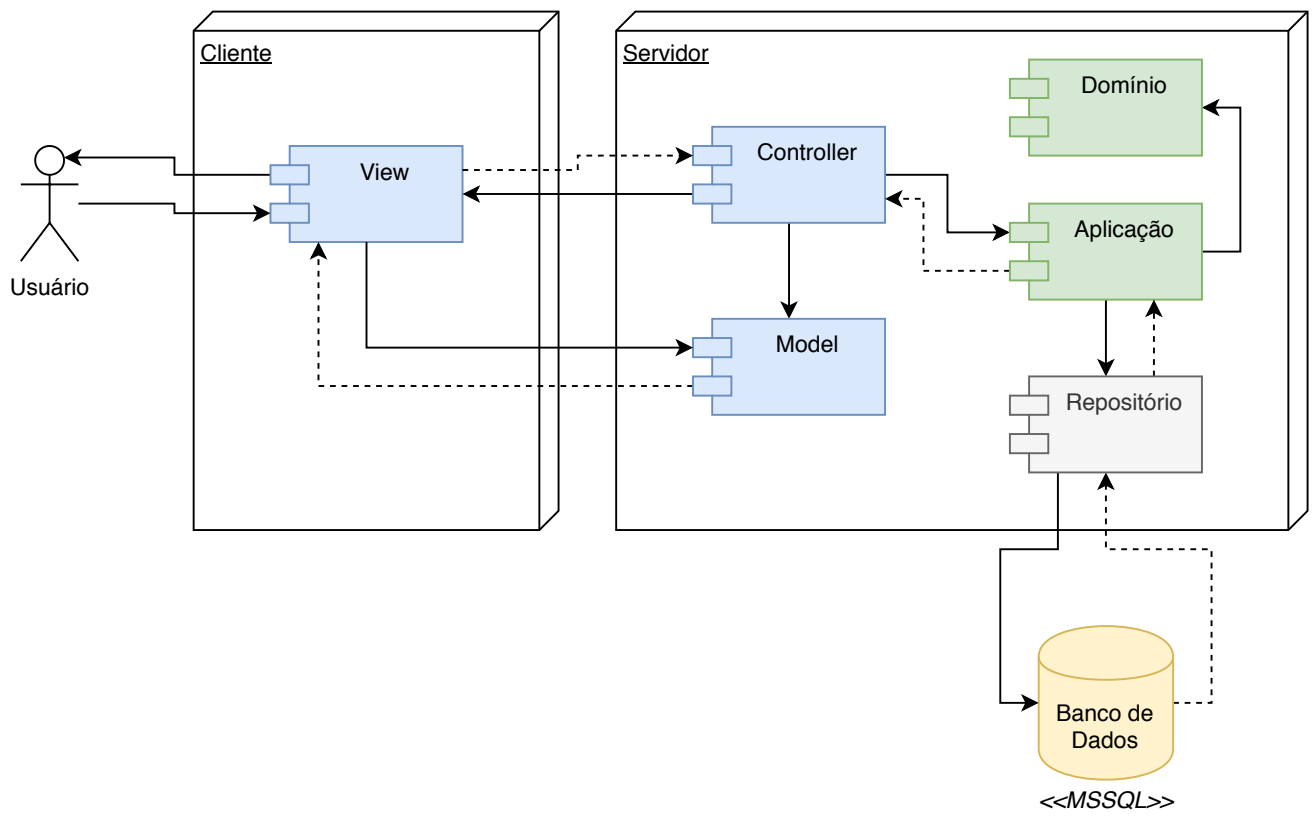 Cliente
Servidor
Domínio
Controller
View
Aplicação
Usuário
Model
Repositório
Banco de
Dados
<<MSSQL>>